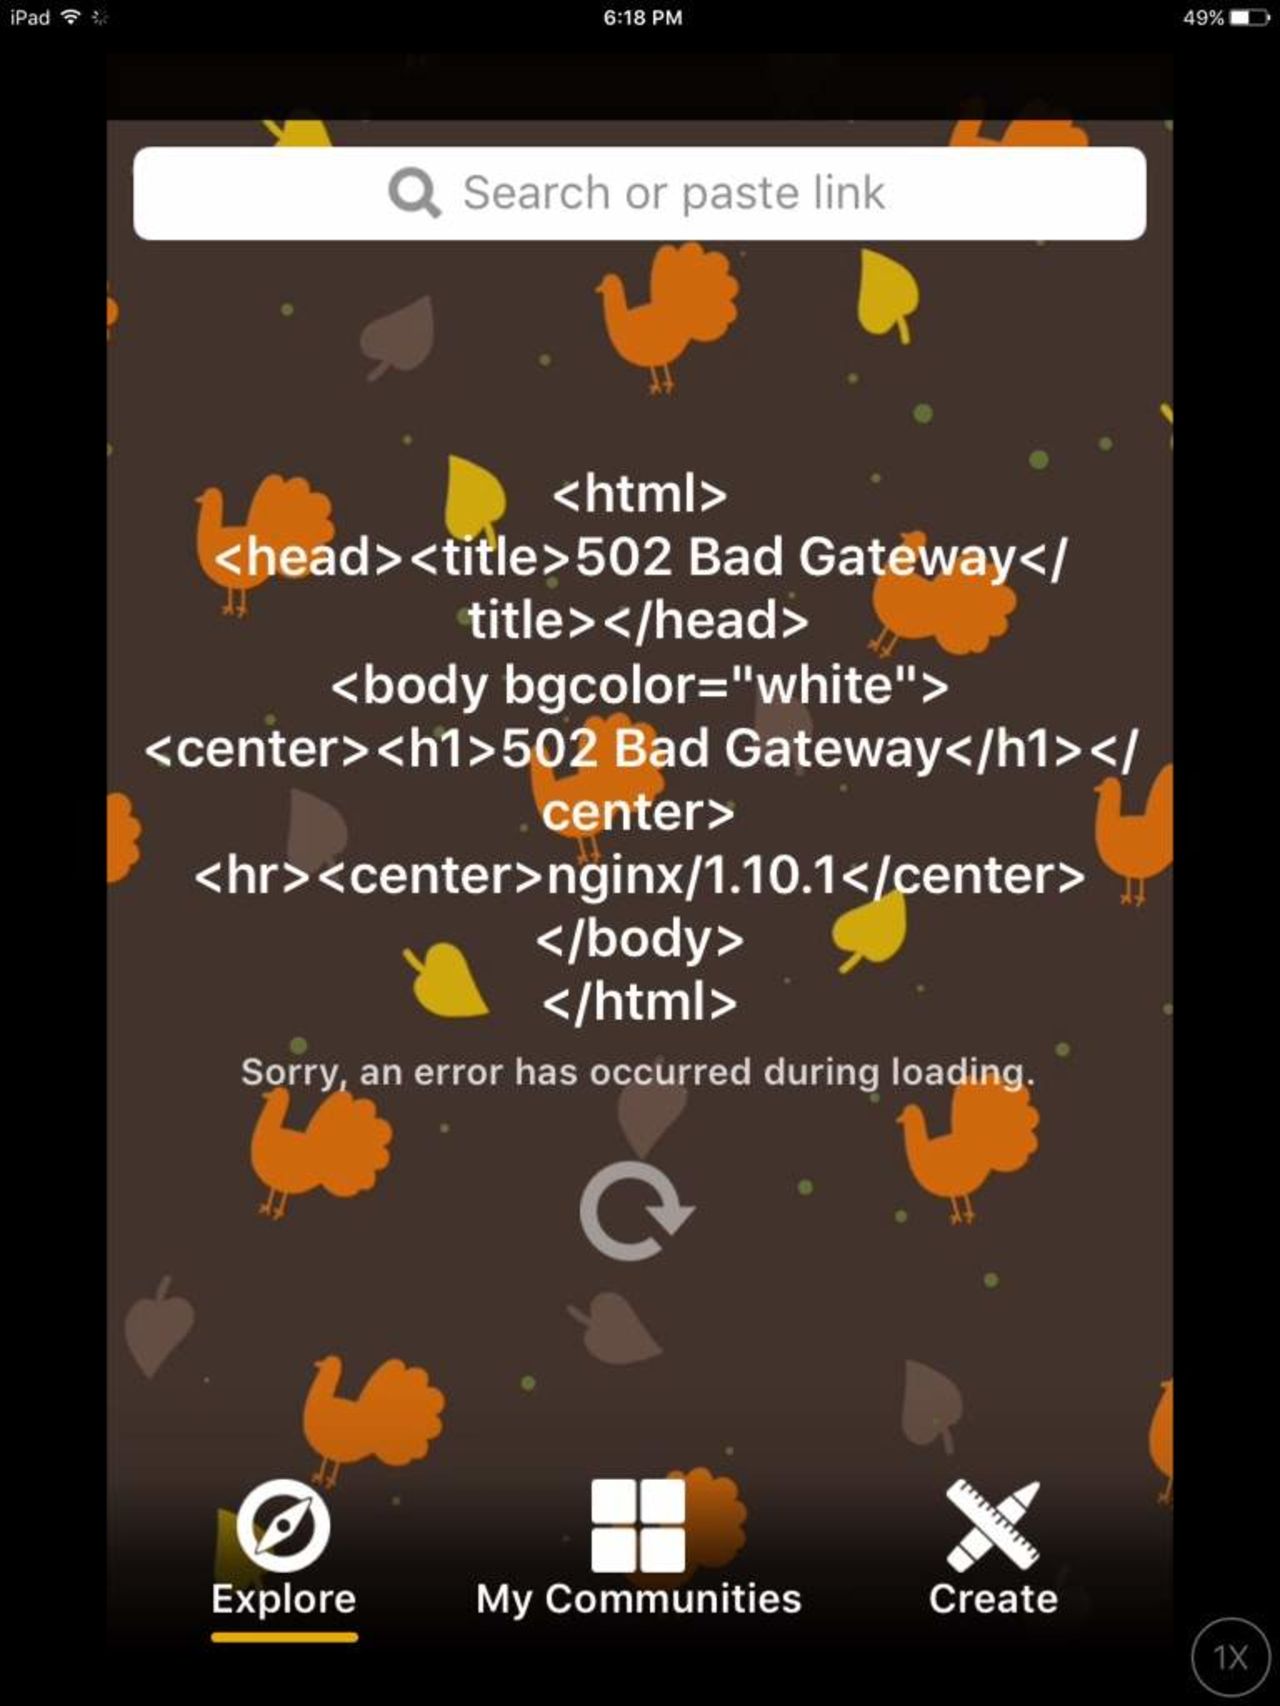 iPad 6:18 PM 49%
Search or paste link
<html>
<head><title>502 Bad Gateway</
title></head>
<body bgcolor="white">
<center><h1>502 Bad Gateway</h1></
center>
<hr><center>nginx/1.10.1</center>
</body>
</html>
Sorry, an error has occurred during loading.
Explore My Communities Create
1X